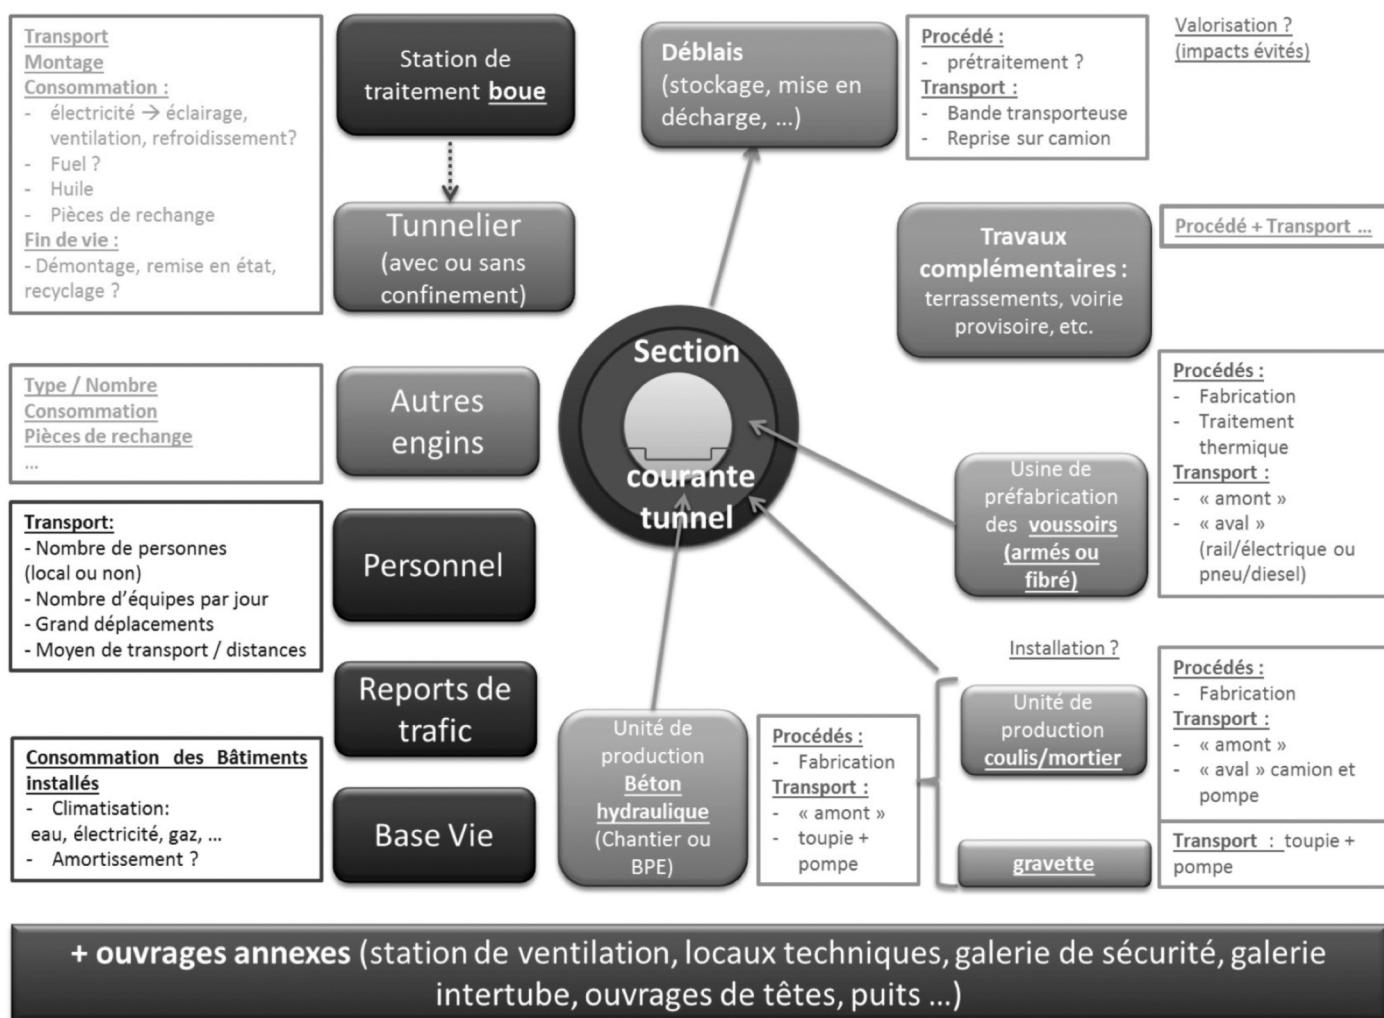 Transport
Montage
Consommation :
- électricité → éclairage,
ventilation, refroidissement?
- Fuel ?
- Huile
- Pièces de rechange
Fin de vie :
- Démontage, remise en état,
recyclage ?
Station de
traitement boue
Tunnelier
(avec ou sans
confinement)
Déblais
(stockage, mise en
décharge, ...)
Procédé :
- prétraitement ?
Transport :
- Bande transporteuse
- Reprise sur camion
Valorisation ?
(impacts évités)
Travaux
complémentaires :
terrassements, voirie
provisoire, etc.
Procédé + Transport ...
Section
courante
tunnel
Type / Nombre
Consommation
Pièces de rechange
...
Autres
engins
Transport:
- Nombre de personnes
(local ou non)
- Nombre d'équipes par jour
- Grand déplacements
- Moyen de transport / distances
Personnel
Reports de
trafic
Consommation des Bâtiments
installés
- Climatisation:
eau, électricité, gaz, ...
- Amortissement ?
Base Vie
Usine de
préfabrication
des voussoirs
(armés ou
fibré)
Procédés :
- Fabrication
- Traitement
thermique
Transport :
- « amont »
- « aval »
(rail/électrique ou
pneu/diesel)
Unité de
production
Béton
hydraulique
(Chantier ou
BPE)
Procédés :
- Fabrication
Transport :
- « amont »
- toupie +
pompe
Installation ?
Unité de
production
coulis/mortier
Procédés :
- Fabrication
Transport :
- « amont »
- « aval » camion et
pompe
gravette
Transport : toupie +
pompe
+ ouvrages annexes (station de ventilation, locaux techniques, galerie de sécurité, galerie
intertube, ouvrages de têtes, puits ...)